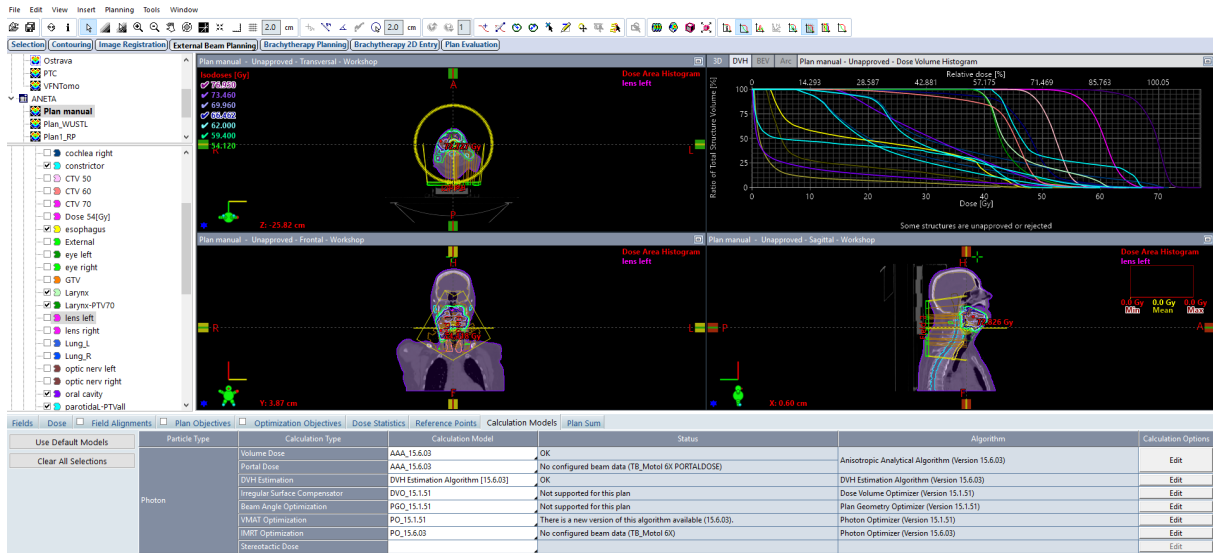 File Edit View Insert Planning Tools Window
2.0 cm 2.0 cm 1
Selection Contouring Image Registration External Beam Planning Brachytherapy Planning Brachytherapy 2D Entry Plan Evaluation
Ostrava
PTC
VFNTomo
ANETA
Plan manual
Plan_WUSTL
Plan1_RP
cochlea right
constrictor
CTV 50
CTV 60
CTV 70
Dose 54[Gy]
esophagus
External
eye left
eye right
GTV
Larynx
Larynx-PTV70
lens left
lens right
Lung_L
Lung_R
optic nerv left
optic nerv right
oral cavity
parotidaL-PTVall
Plan manual - Unapproved - Transversal - Workshop
Isodoses [Gy]
76.950
73.460
69.960
66.462
62.000
59.400
54.120
Dose Area Histogram
lens left
A
R
L
P
Z: -25.82 cm
3D DVH BEV Arc Plan manual - Unapproved - Dose Volume Histogram
Relative dose [%]
0 14.293 28.587 42.881 57.175 71.469 85.763 100.05
Ratio of Total Structure Volume [%]
100
75
50
25
0
0 10 20 30 40 50 60 70
Dose [Gy]
Some structures are unapproved or rejected
Plan manual - Unapproved - Frontal - Workshop
Dose Area Histogram
lens left
H
R
F
Y: 3.87 cm
Plan manual - Unapproved - Sagittal - Workshop
Dose Area Histogram
lens left
H
P
A
F
0.0 Gy 0.0 Gy 0.0 Gy
Min Mean Max
X: 0.60 cm
Fields Dose Field Alignments Plan Objectives Optimization Objectives Dose Statistics Reference Points Calculation Models Plan Sum
Use Default Models
Clear All Selections
Particle Type Calculation Type Calculation Model Status Algorithm Calculation Options
Photon
Volume Dose AAA_15.6.03 OK Anisotropic Analytical Algorithm (Version 15.6.03) Edit
Portal Dose AAA_15.6.03 No configured beam data (TB_Motol 6X PORTALDOSE)
DVH Estimation DVH Estimation Algorithm [15.6.03] OK DVH Estimation Algorithm (Version 15.6.03) Edit
Irregular Surface Compensator DVO_15.1.51 Not supported for this plan Dose Volume Optimizer (Version 15.1.51) Edit
Beam Angle Optimization PGO_15.1.51 Not supported for this plan Plan Geometry Optimizer (Version 15.1.51) Edit
VMAT Optimization PO_15.1.51 There is a new version of this algorithm available (15.6.03). Photon Optimizer (Version 15.1.51) Edit
IMRT Optimization PO_15.6.03 No configured beam data (TB_Motol 6X) Photon Optimizer (Version 15.6.03) Edit
Stereotactic Dose Edit